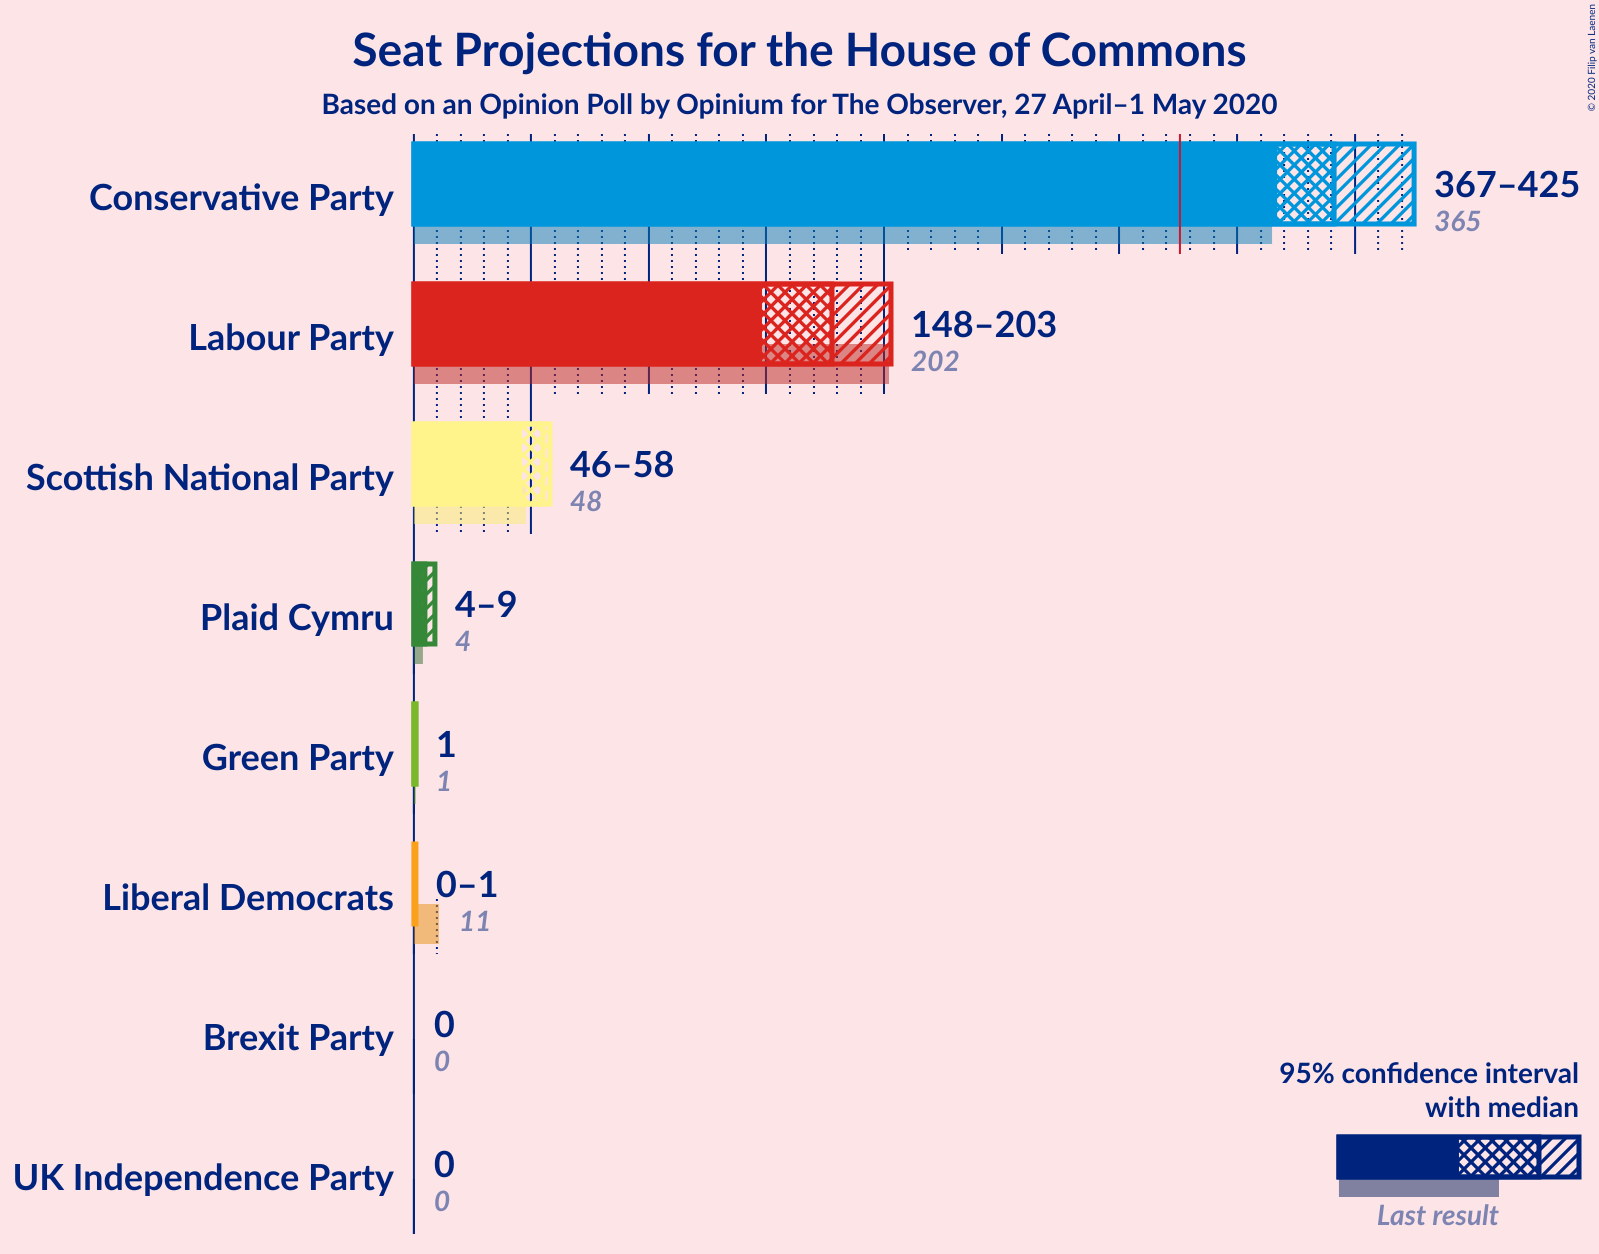 Seat Projections for the House of Commons
Based on an Opinion Poll by Opinium for The Observer, 27 April–1 May 2020
© 2020 Filip van Laenen
Conservative Party
367–425
365
Labour Party
148–203
202
Scottish National Party
46–58
48
Plaid Cymru
4–9
4
Green Party
1
1
Liberal Democrats
0–1
11
Brexit Party
0
0
UK Independence Party
0
0
95% confidence interval
with median
Last result